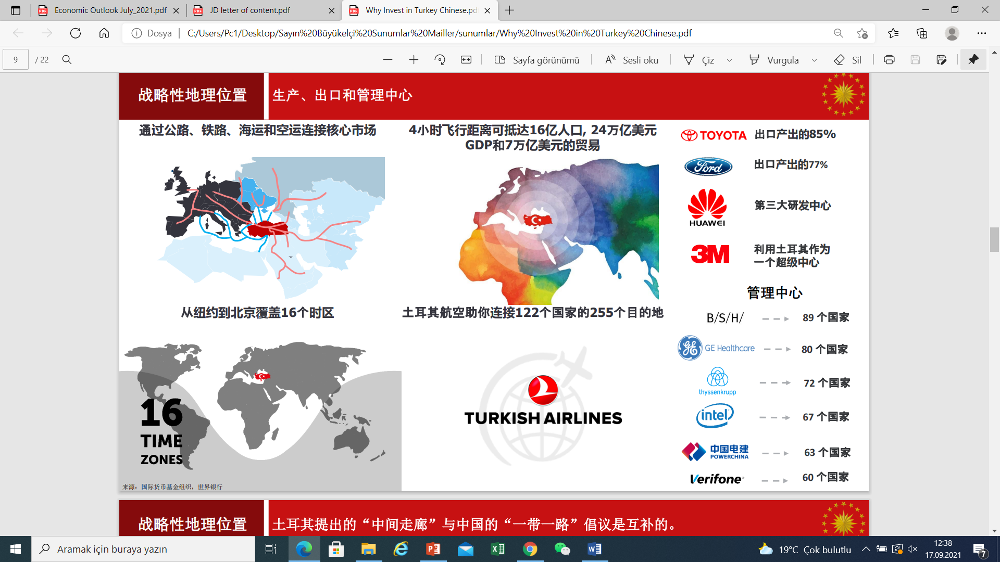 Economic Outlook July_2021.pdf
JD letter of content.pdf
Why Invest in Turkey Chinese.pd
Dosya
C:/Users/Pc1/Desktop/Sayın%20Büyükelçi%20Sunumlar%20Mailler/sunumlar/Why%20Invest%20in%20Turkey%20Chinese.pdf
9 / 22
Sayfa görünümü
Sesli oku
Çiz
Vurgula
Sil
战略性地理位置
生产、出口和管理中心
通过公路、铁路、海运和空运连接核心市场
4小时飞行距离可抵达16亿人口, 24万亿美元
GDP和7万亿美元的贸易
TOYOTA 出口产出的85%
Ford 出口产出的77%
HUAWEI 第三大研发中心
3M 利用土耳其作为
一个超级中心
从纽约到北京覆盖16个时区
16
TIME
ZONES
来源：国际货币基金组织，世界银行
土耳其航空助你连接122个国家的255个目的地
TURKISH AIRLINES
管理中心
B/S/H/ 89 个国家
GE Healthcare 80 个国家
thyssenkrupp 72 个国家
intel 67 个国家
中国电建
POWERCHINA 63 个国家
Verifone 60 个国家
战略性地理位置
土耳其提出的“中间走廊”与中国的“一带一路”倡议是互补的。
Aramak için buraya yazın
19°C Çok bulutlu
12:38
17.09.2021
7